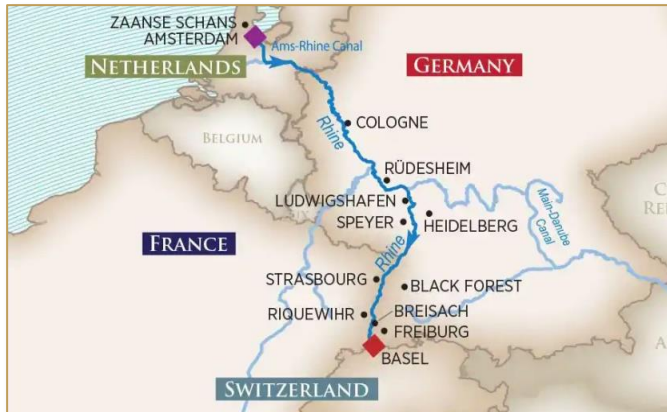 ZAANSE SCHANS
AMSTERDAM
Ams-Rhine Canal
NETHERLANDS
GERMANY
BELGIUM
Rhine
COLOGNE
RÜDESHEIM
LUDWIGSHAFEN
SPEYER
HEIDELBERG
Main-Danube
Canal
FRANCE
Rhine
STRASBOURG
BLACK FOREST
RIQUEWIHR
BREISACH
FREIBURG
BASEL
SWITZERLAND